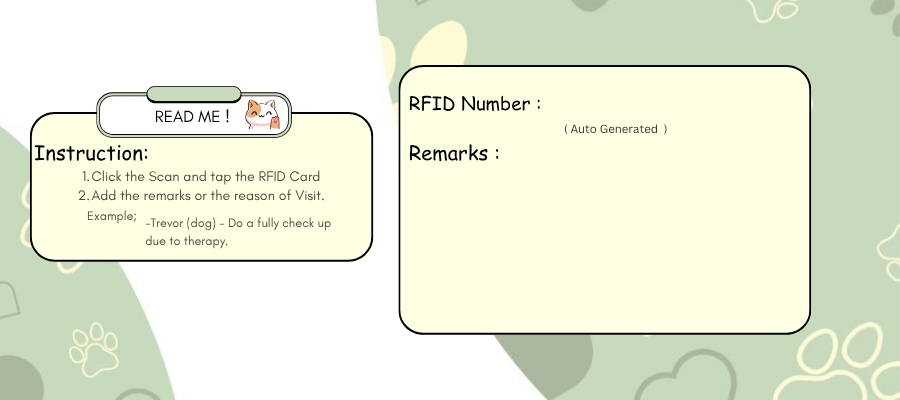 READ ME !
Instruction:
1. Click the Scan and tap the RFID Card
2. Add the remarks or the reason of Visit.
Example;
-Trevor (dog) - Do a fully check up
due to therapy.
RFID Number :
( Auto Generated )
Remarks :